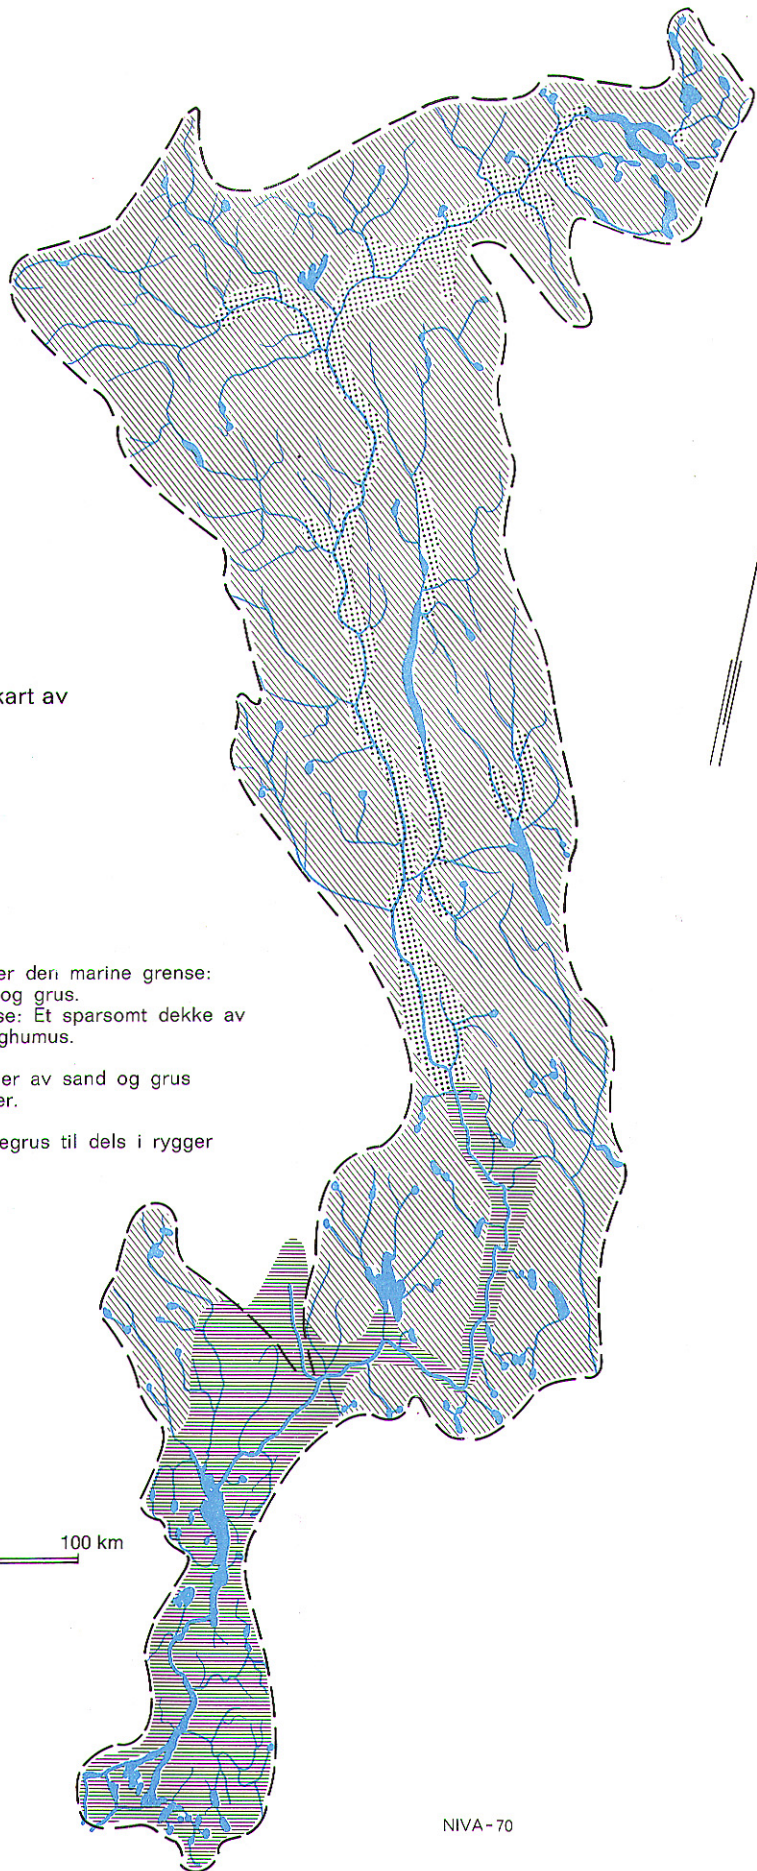 kart av
er den marine grense:
og grus.
se: Et sparsomt dekke av
ghumus.
er av sand og grus
er.
egrus til dels i rygger
100 km
NIVA-70